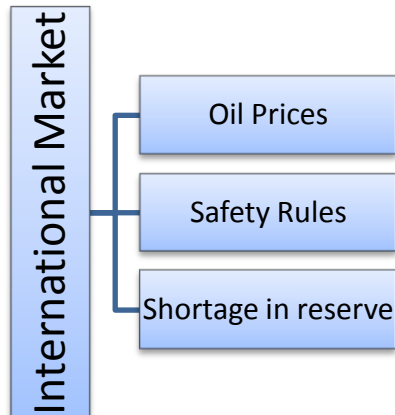 International Market
Oil Prices
Safety Rules
Shortage in reserve